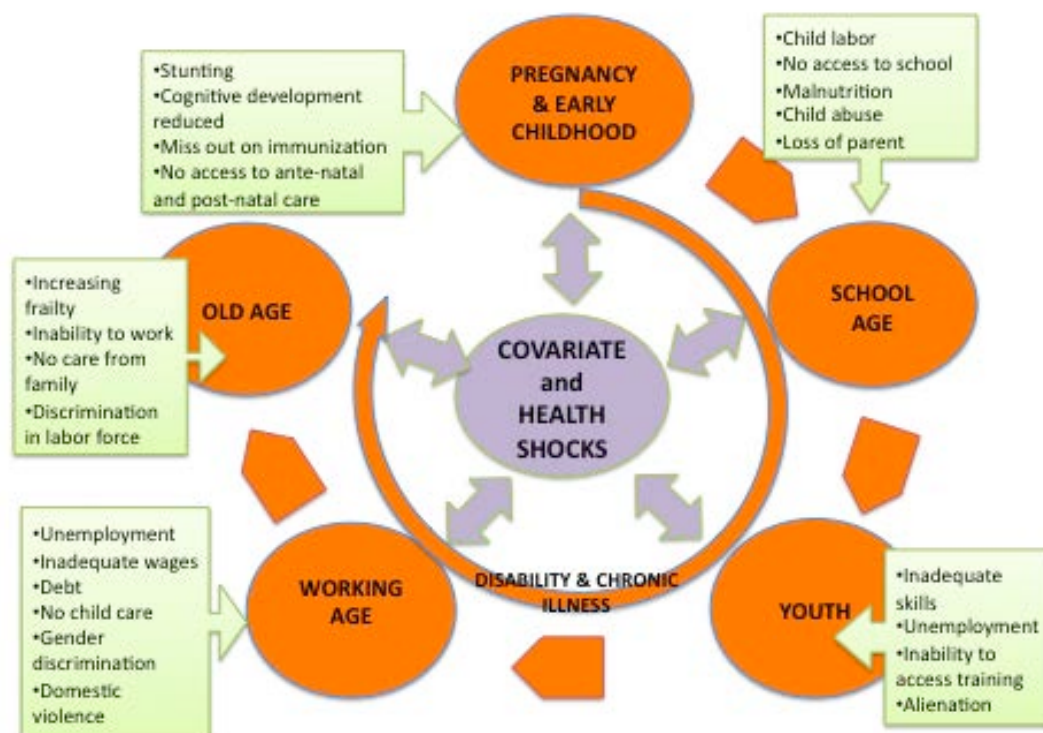 •Stunting
•Cognitive development
reduced
•Miss out on immunization
•No access to ante-natal
and post-natal care
PREGNANCY
& EARLY
CHILDHOOD
•Child labor
•No access to school
•Malnutrition
•Child abuse
•Loss of parent
•Increasing
frailty
•Inability to work
•No care from
family
•Discrimination
in labor force
OLD AGE
COVARIATE
and
HEALTH
SHOCKS
SCHOOL
AGE
•Unemployment
•Inadequate wages
•Debt
•No child care
•Gender
discrimination
•Domestic
violence
WORKING
AGE
DISABILITY & CHRONIC
ILLNESS
YOUTH
•Inadequate
skills
•Unemployment
•Inability to
access training
•Alienation